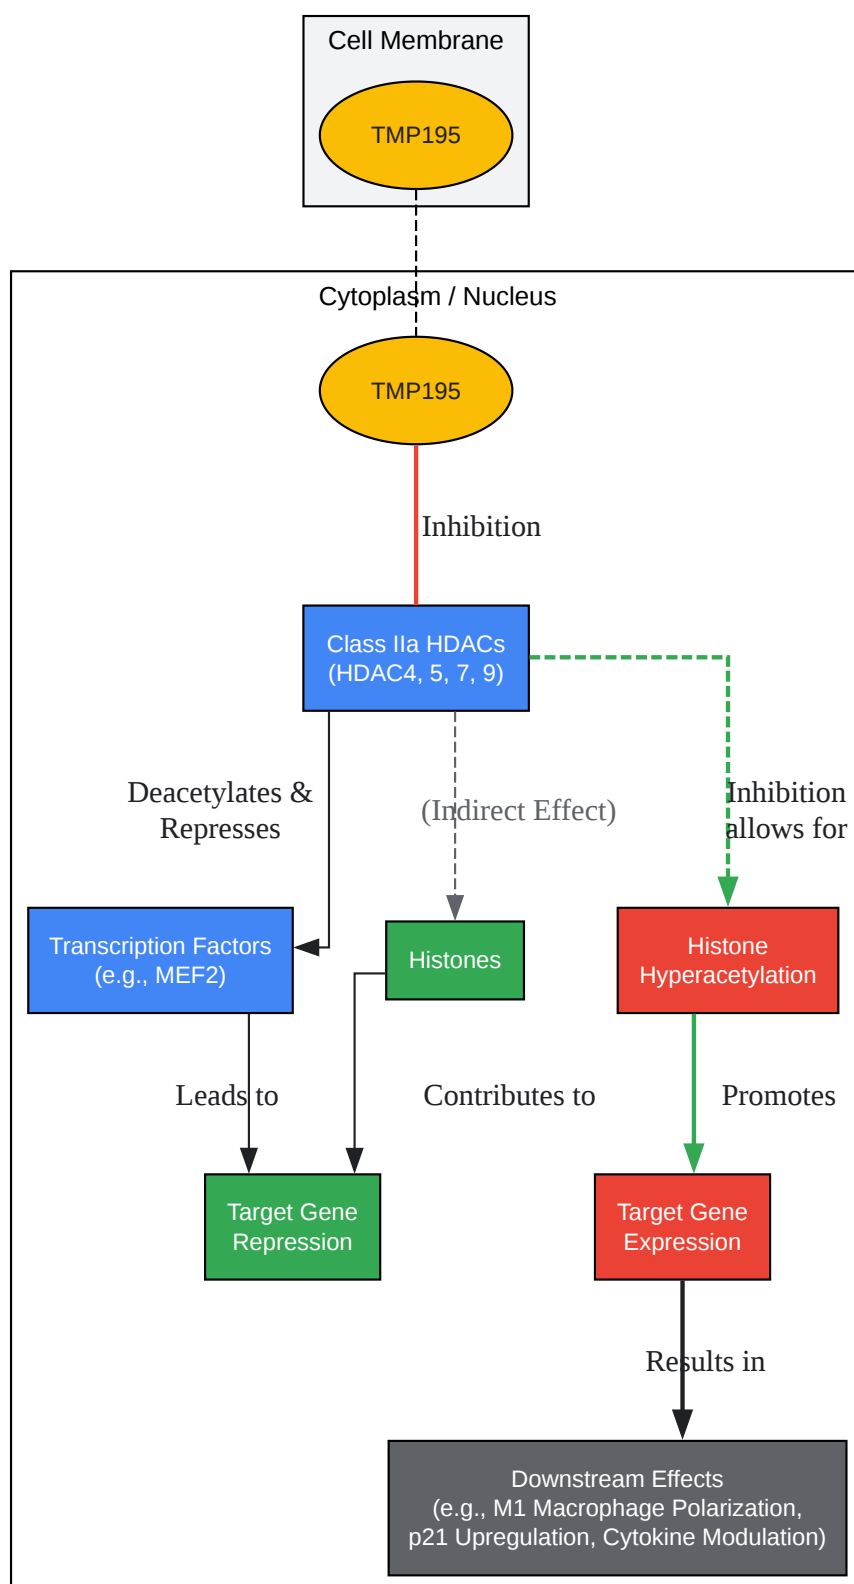 Cell Membrane
TMP195
Cytoplasm / Nucleus
TMP195
Inhibition
Class IIa HDACs
(HDAC4, 5, 7, 9)
Deacetylates &
Represses
(Indirect Effect)
Inhibition
allows for
Transcription Factors
(e.g., MEF2)
Histones
Histone
Hyperacetylation
Leads to
Contributes to
Promotes
Target Gene
Repression
Target Gene
Expression
Results in
Downstream Effects
(e.g., M1 Macrophage Polarization,
p21 Upregulation, Cytokine Modulation)